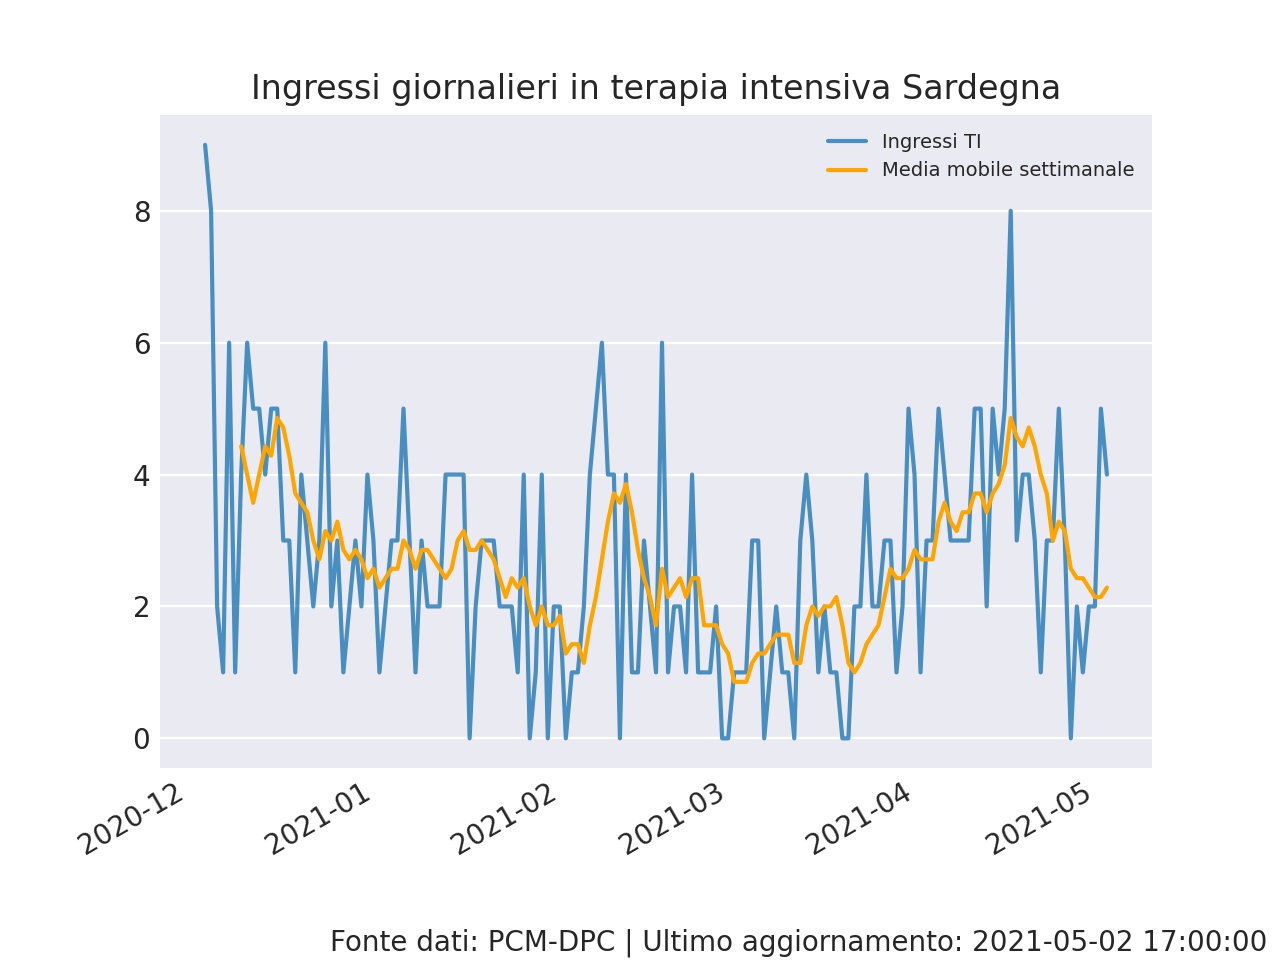 Ingressi giornalieri in terapia intensiva Sardegna
Ingressi TI
Media mobile settimanale
8
6
4
2
0
2020-12
2021-01
2021-02
2021-03
2021-04
2021-05
Fonte dati: PCM-DPC | Ultimo aggiornamento: 2021-05-02 17:00:00